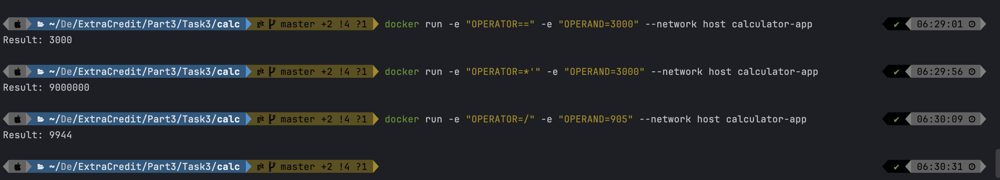 ~/De/ExtraCredit/Part3/Task3/calc git master +2 !4 ?1 docker run -e "OPERATOR==" -e "OPERAND=3000" --network host calculator-app ✔ 06:29:01
Result: 3000
~/De/ExtraCredit/Part3/Task3/calc git master +2 !4 ?1 docker run -e "OPERATOR=*'" -e "OPERAND=3000" --network host calculator-app ✔ 06:29:56
Result: 9000000
~/De/ExtraCredit/Part3/Task3/calc git master +2 !4 ?1 docker run -e "OPERATOR=/" -e "OPERAND=905" --network host calculator-app ✔ 06:30:09
Result: 9944
~/De/ExtraCredit/Part3/Task3/calc git master +2 !4 ?1 ✔ 06:30:31